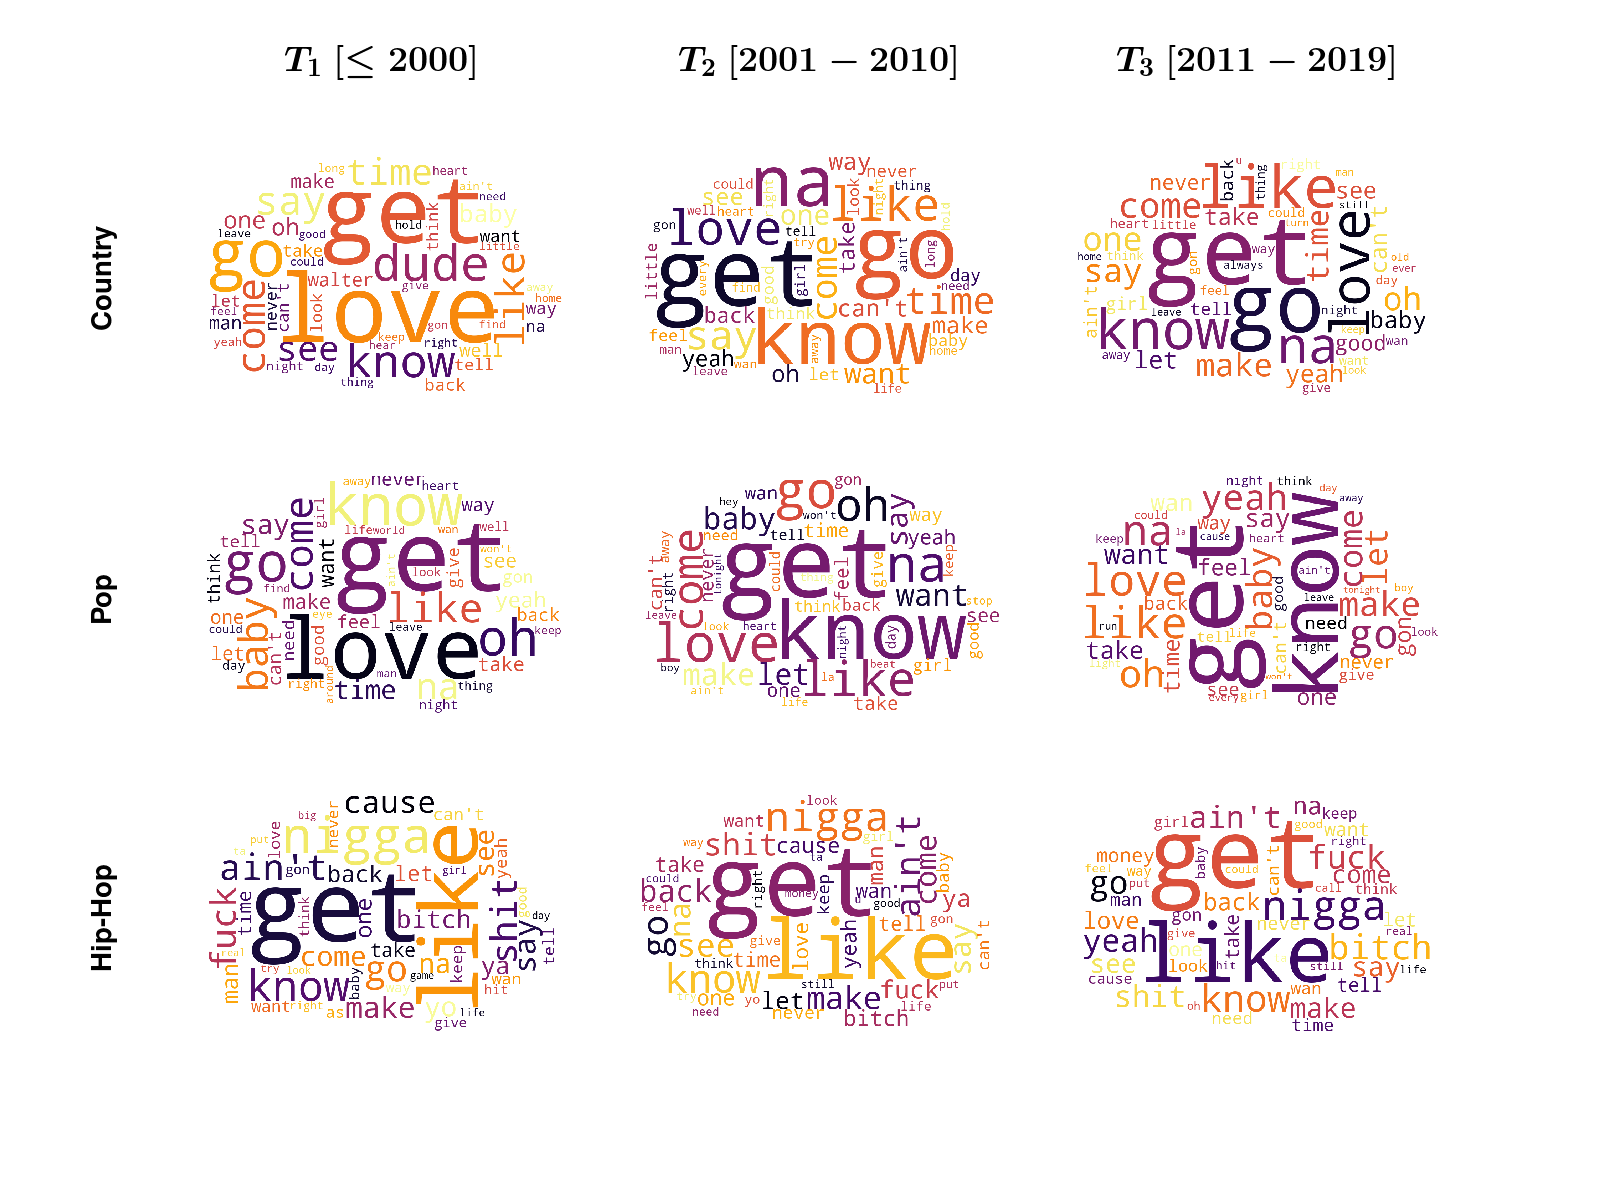 T1 [≤ 2000] T2 [2001 − 2010] T3 [2011 − 2019]
Country
long time heart
make ain't
say get think need
one oh good hold baby
leave want
go take dude little
could walter like
come love give away
let never can't look home
feel way
man gon find na
yeah see keep hear right well
night day know tell
thing back
na way never
could right look night thing
see like
well heart one hold
gon love tell take go
little get try come ain't long
every good girl day
find need
think can't time
back know make
feel say away baby
man yeah home
leave wan oh let want
life
u right
like back thing man
never see
come take could still
heart little turn time love can't
one get way
home think always old
say gon ever
feel day
ain't girl tell go night oh
leave baby
know keep
na good wan
away let want
make yeah look
give
Pop
away never heart
know
come girl way
say lifeworld wan well
tell get won't
think go want ain't look give see
find gon
make like yeah
one baby feel leave back
could oh keep
let can't need good eye love
day take
right around man
time na thing
night
go gon
hey wan oh say
baby won't way
need tell time yeah
can't away come never tonight get could feel give na keep
right thing
think back want stop
leave see
look heart know
love night day good
boy beat girl
make let like
la
ain't one
life take
night think day
wan yeah away
could know
na la way say come let
keep cause
want get heart
feel baby good ain't
love leave tonight boy
back make
like run need
tell life go gon look
take can't right
light never
oh time won't give
see
every girl one
Hip-Hop
cause
big never can't
put love nigga like see yeah
ta
ain't gon back let girl
get
fuck time think one bitch shit good day
say tell
real come take
man try look go na keep
game ya
baby wan
know way hit
want right
as make yo life
give
look
want nigga
way shit cause girl ain't come
la man
take get baby
could right keep wan
back money u good ya
feel
go na love yeah tell gon
see give like say can't
think time
know still
try one yo let make fuck put
need never life
bitch
na keep
girl ain't good want
get right
money fuck
feel way baby could can't come
go put call think
man back nigga
love gon take never let
give real
yeah like bitch
one
see look hit still say life
cause tell
shit oh know wan
need make
time